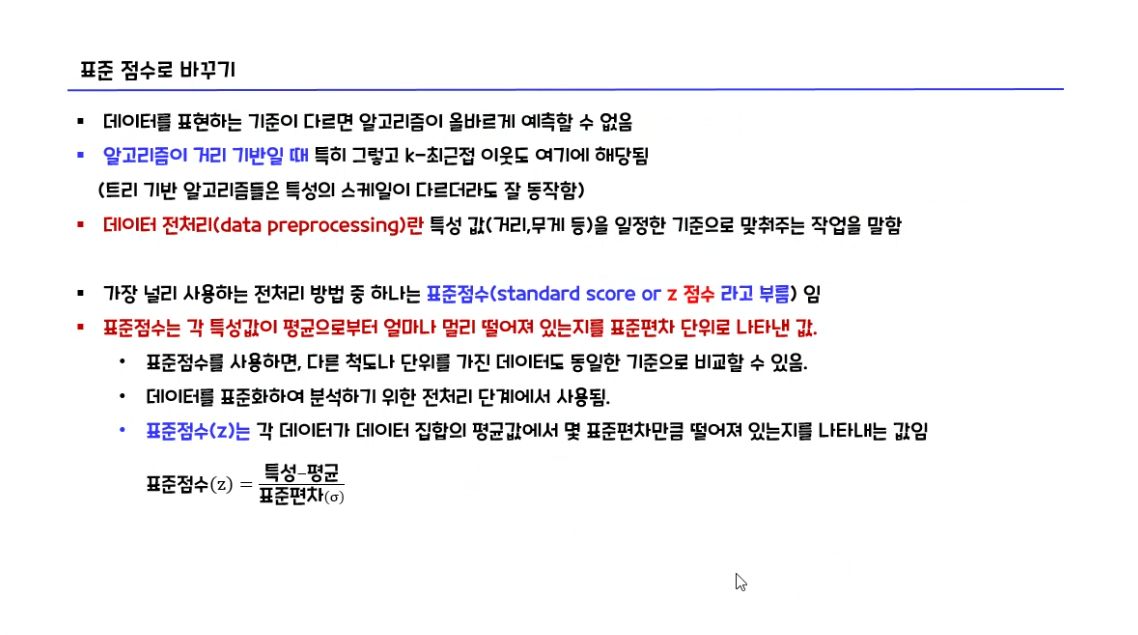 표준 점수로 바꾸기
▪ 데이터를 표현하는 기준이 다르면 알고리즘이 올바르게 예측할 수 없음
▪ 알고리즘이 거리 기반일 때 특히 그렇고 k-최근접 이웃도 여기에 해당됨
(트리 기반 알고리즘들은 특성의 스케일이 다르더라도 잘 동작함)
▪ 데이터 전처리(data preprocessing)란 특성 값(거리,무게 등)을 일정한 기준으로 맞춰주는 작업을 말함
▪ 가장 널리 사용하는 전처리 방법 중 하나는 표준점수(standard score or z 점수 라고 부름) 임
▪ 표준점수는 각 특성값이 평균으로부터 얼마나 멀리 떨어져 있는지를 표준편차 단위로 나타낸 값.
• 표준점수를 사용하면, 다른 척도나 단위를 가진 데이터도 동일한 기준으로 비교할 수 있음.
• 데이터를 표준화하여 분석하기 위한 전처리 단계에서 사용됨.
• 표준점수(z)는 각 데이터가 데이터 집합의 평균값에서 몇 표준편차만큼 떨어져 있는지를 나타내는 값임
표준점수(z) = 특성−평균 / 표준편차(σ)